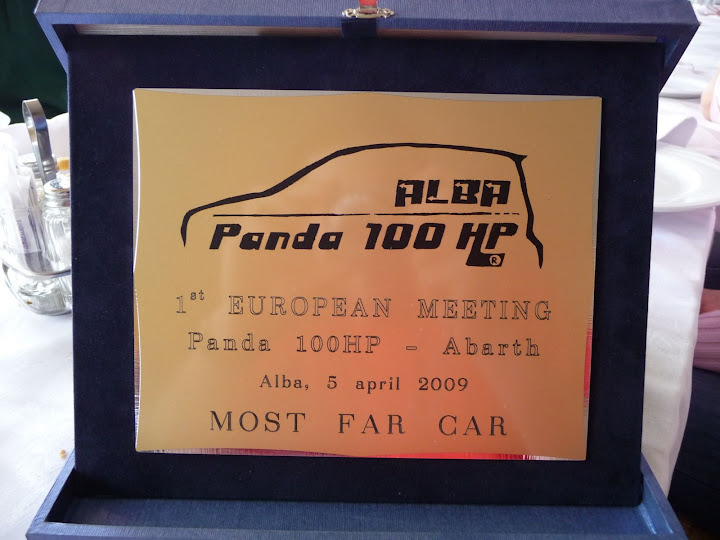 ALBA
Panda 100 HP
®
1st EUROPEAN MEETING
Panda 100HP - Abarth
Alba, 5 april 2009
MOST FAR CAR